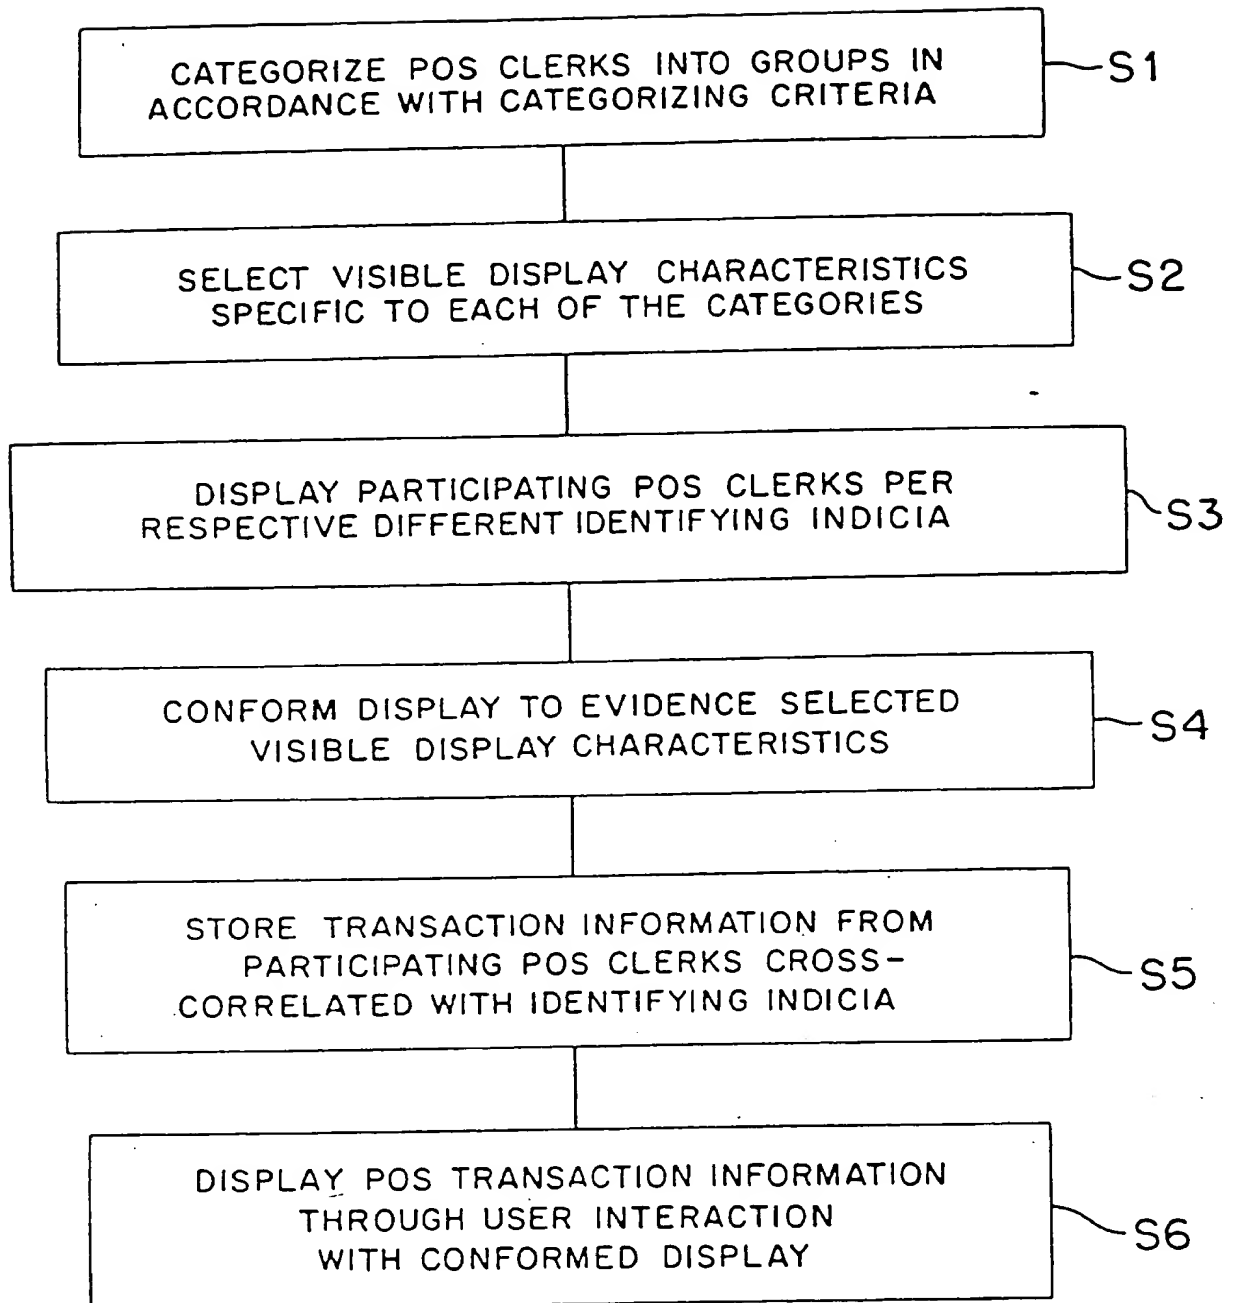 CATEGORIZE POS CLERKS INTO GROUPS IN
ACCORDANCE WITH CATEGORIZING CRITERIA
S1
SELECT VISIBLE DISPLAY CHARACTERISTICS
SPECIFIC TO EACH OF THE CATEGORIES
S2
DISPLAY PARTICIPATING POS CLERKS PER
RESPECTIVE DIFFERENT IDENTIFYING INDICIA
S3
CONFORM DISPLAY TO EVIDENCE SELECTED
VISIBLE DISPLAY CHARACTERISTICS
S4
STORE TRANSACTION INFORMATION FROM
PARTICIPATING POS CLERKS CROSS-
CORRELATED WITH IDENTIFYING INDICIA
S5
DISPLAY POS TRANSACTION INFORMATION
THROUGH USER INTERACTION
WITH CONFORMED DISPLAY
S6